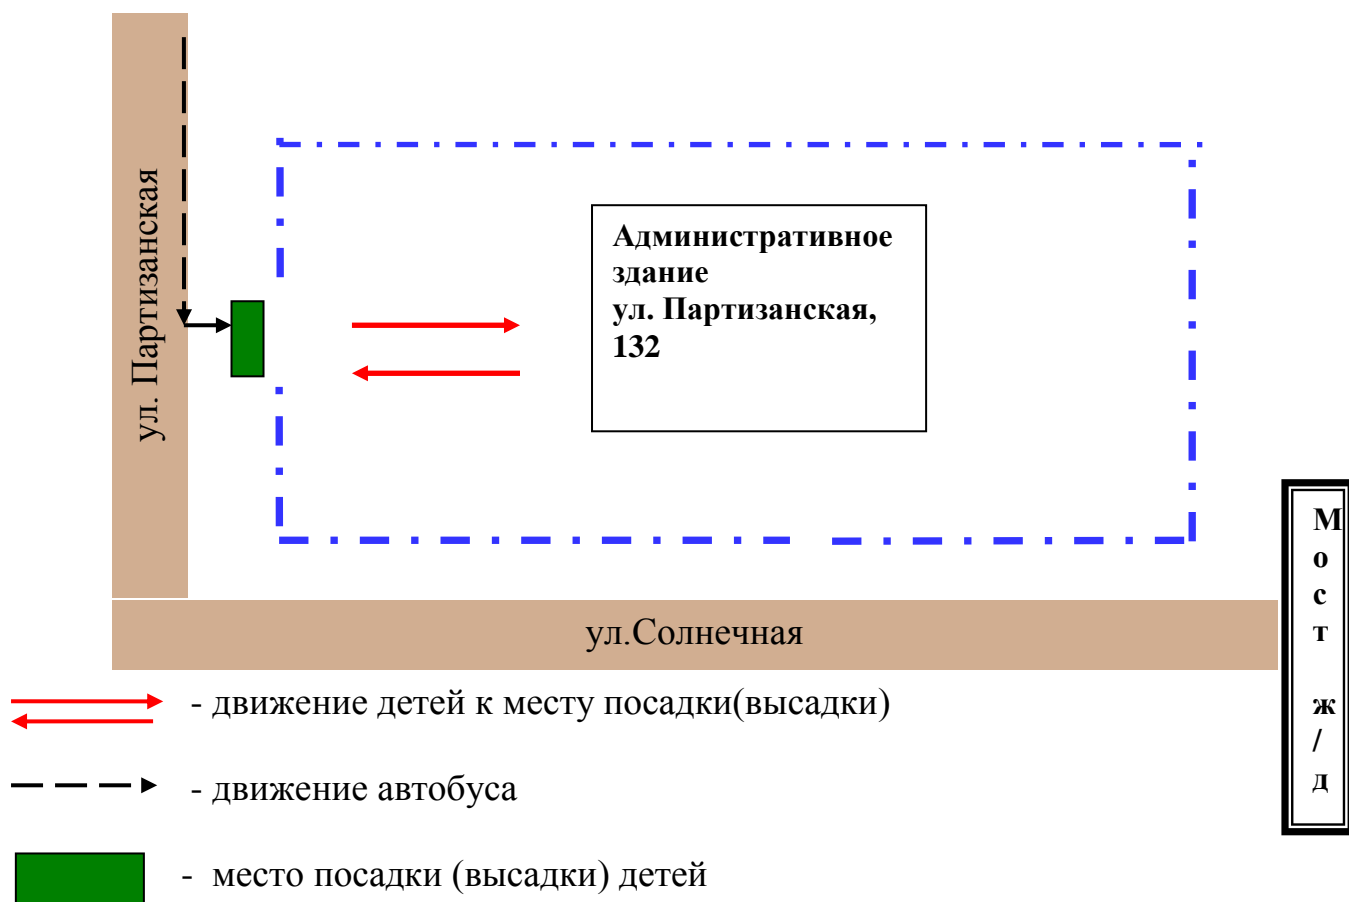 ул. Партизанская
Административное
здание
ул. Партизанская,
132
Мост ж/д
ул.Солнечная
- движение детей к месту посадки(высадки)
- движение автобуса
- место посадки (высадки) детей